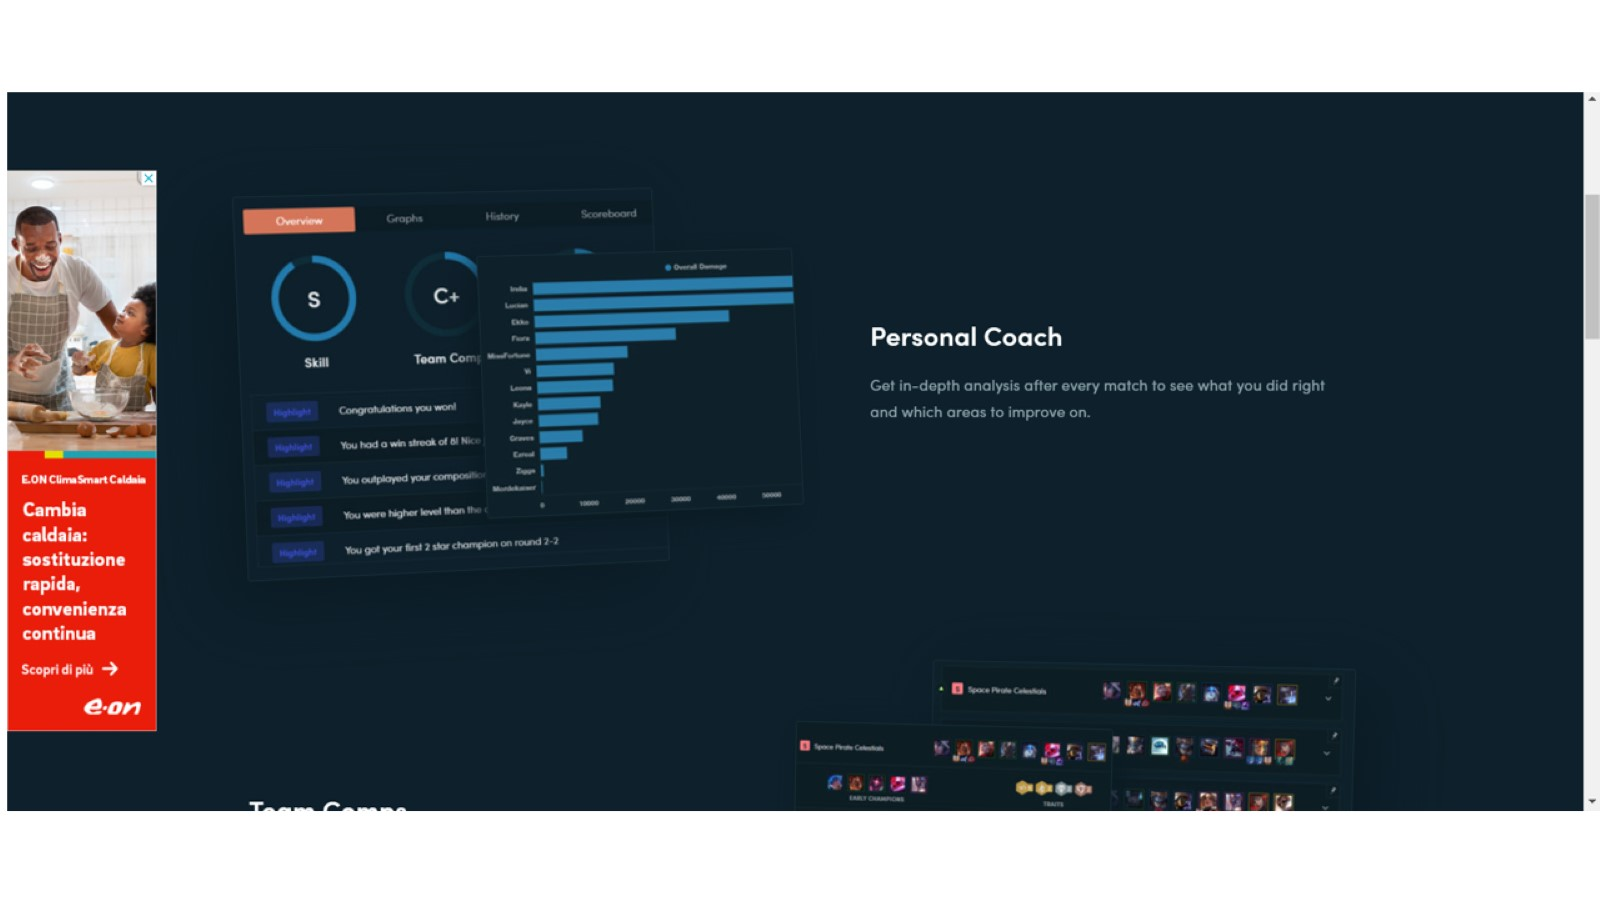 Overview Graphs History Scoreboard
S
C+
Skill
Team Comp
Highlight Congratulations you won!
Highlight You had a win streak of 8! Nice
Highlight You outplayed your composition
Highlight You were higher level than the
Highlight You got your first 2 star champion on round 2-2
Overall Damage
Irelia
Lucian
Ekko
Fiora
MissFortune
Vi
Leona
Kayle
Jayce
Graves
Ezreal
Ziggs
Mordekaiser
0 10000 20000 30000 40000 50000
Personal Coach
Get in-depth analysis after every match to see what you did right
and which areas to improve on.
E.ON ClimaSmart Caldaia
Cambia
caldaia:
sostituzione
rapida,
convenienza
continua
Scopri di più
e·on
Space Pirate Celestials
Space Pirate Celestials
EARLY CHAMPIONS
TRAITS
Team Comps